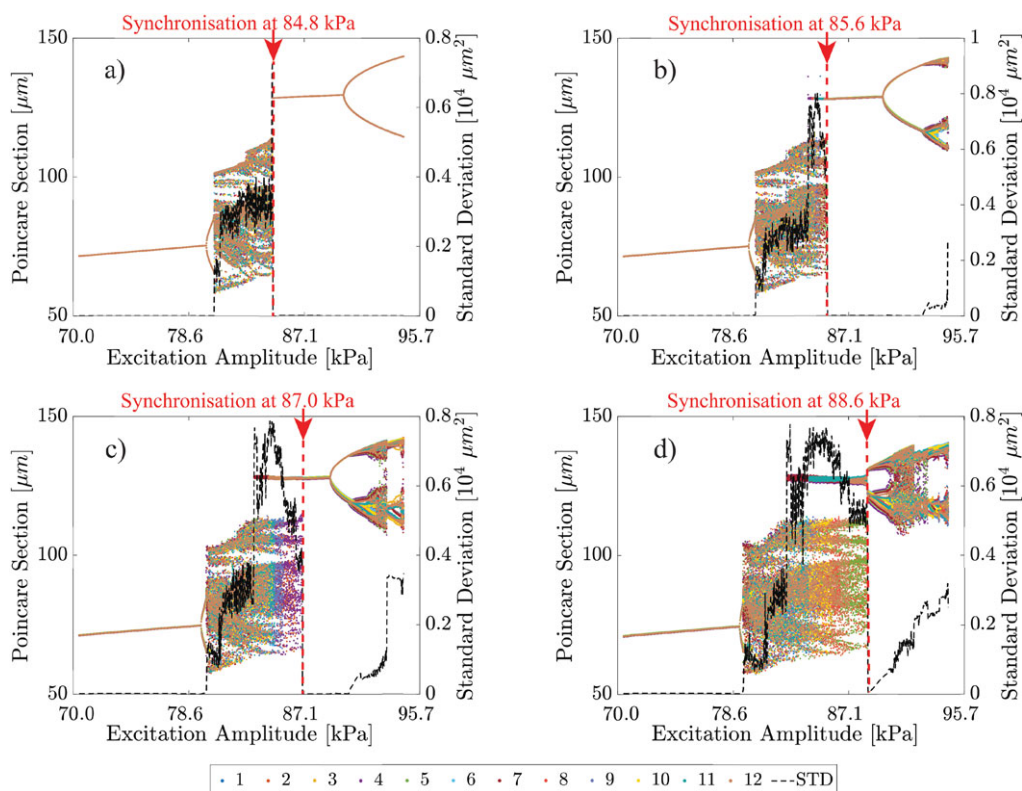 Synchronisation at 84.8 kPa
a)
150
100
50
Poincare Section [μm]
0.8
0.6
0.4
0.2
0
Standard Deviation [10⁴ μm²]
70.0 78.6 87.1 95.7
Excitation Amplitude [kPa]
Synchronisation at 85.6 kPa
b)
150
100
50
Poincare Section [μm]
1
0.8
0.6
0.4
0.2
0
Standard Deviation [10⁴ μm²]
70.0 78.6 87.1 95.7
Excitation Amplitude [kPa]
Synchronisation at 87.0 kPa
c)
150
100
50
Poincare Section [μm]
0.8
0.6
0.4
0.2
0
Standard Deviation [10⁴ μm²]
70.0 78.6 87.1 95.7
Excitation Amplitude [kPa]
Synchronisation at 88.6 kPa
d)
150
100
50
Poincare Section [μm]
0.8
0.6
0.4
0.2
0
Standard Deviation [10⁴ μm²]
70.0 78.6 87.1 95.7
Excitation Amplitude [kPa]
1 2 3 4 5 6 7 8 9 10 11 12 STD